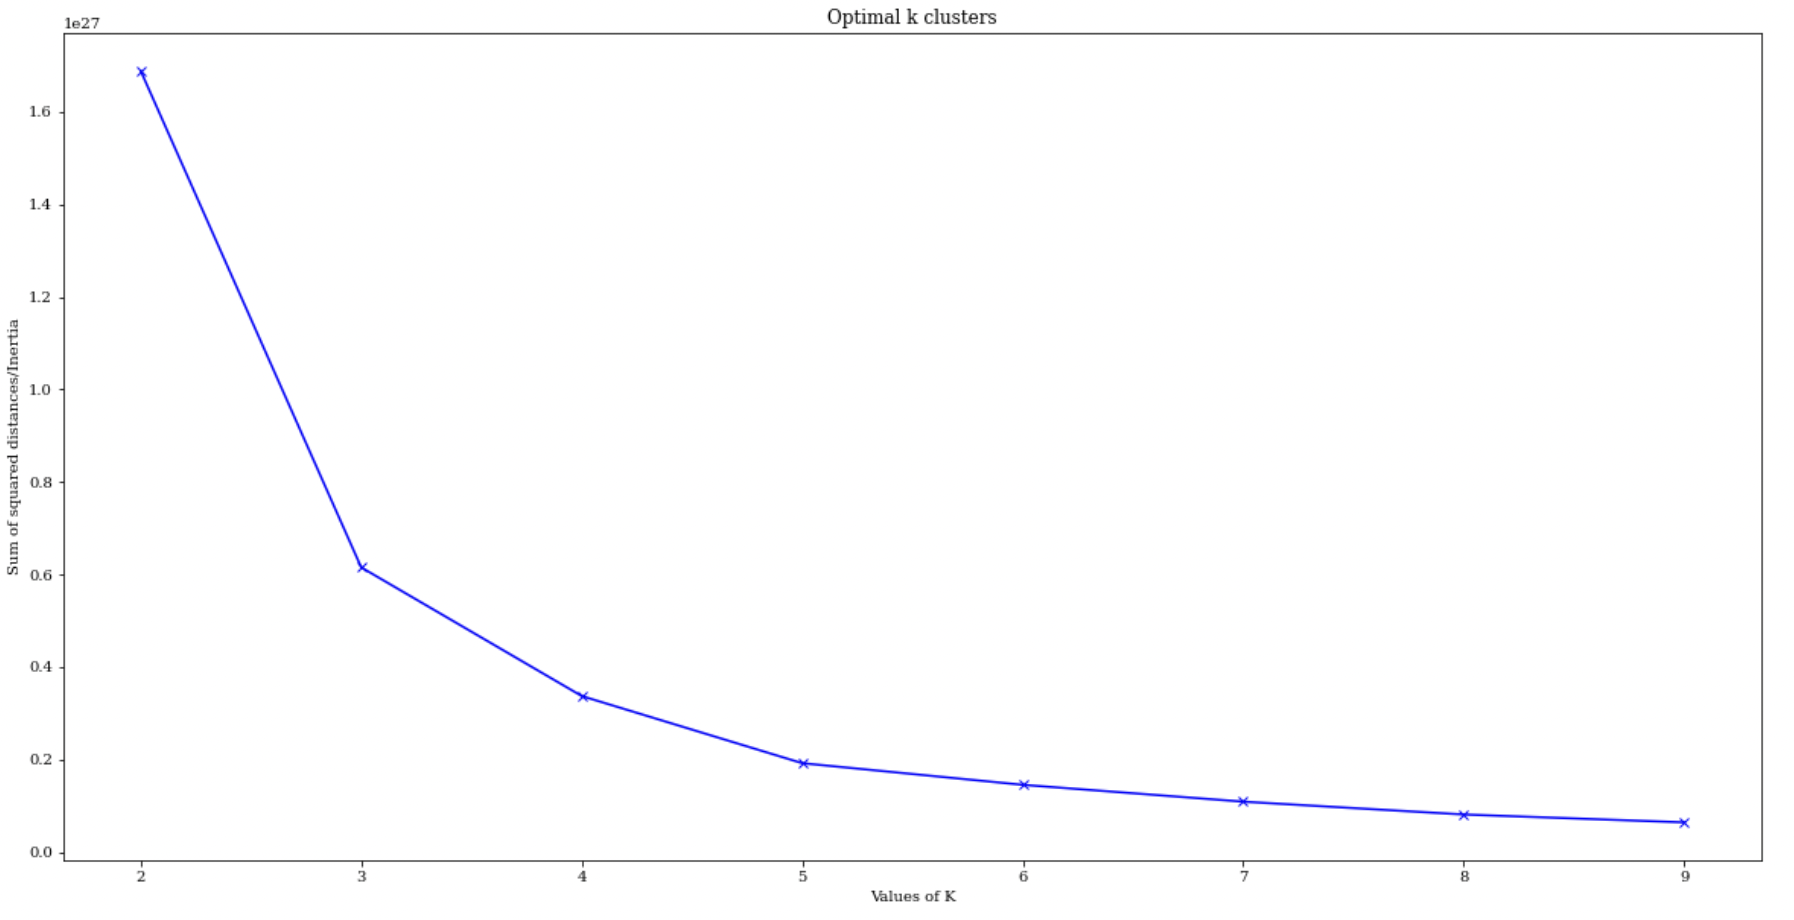 Optimal k clusters
1e27
1.6
1.4
1.2
1.0
0.8
0.6
0.4
0.2
0.0
Sum of squared distances/Inertia
2 3 4 5 6 7 8 9
Values of K